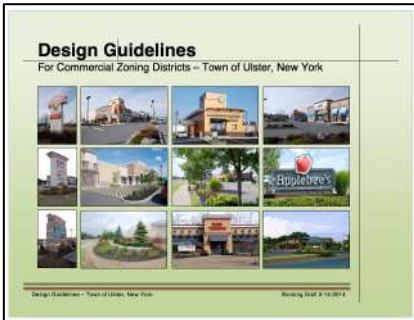 Design Guidelines
For Commercial Zoning Districts – Town of Ulster, New York
Applebee's
Design Guidelines – Town of Ulster, New York
Working Draft 2-14-2014